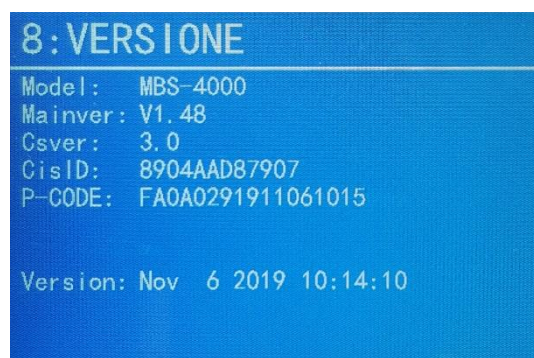 8:VERSIONE
Model: MBS-4000
Mainver: V1.48
Csver: 3.0
CisID: 8904AAD87907
P-CODE: FA0A0291911061015
Version: Nov 6 2019 10:14:10